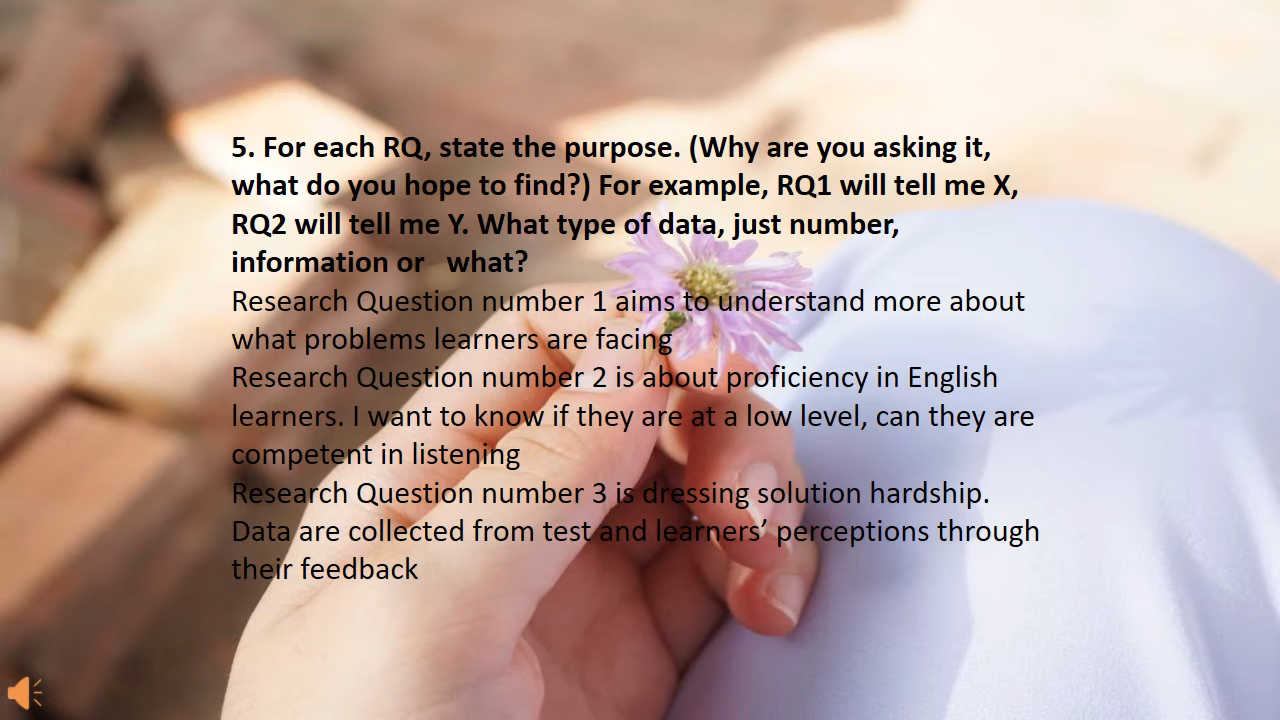 5. For each RQ, state the purpose. (Why are you asking it,
what do you hope to find?) For example, RQ1 will tell me X,
RQ2 will tell me Y. What type of data, just number,
information or   what?
Research Question number 1 aims to understand more about
what problems learners are facing
Research Question number 2 is about proficiency in English
learners. I want to know if they are at a low level, can they are
competent in listening
Research Question number 3 is dressing solution hardship.
Data are collected from test and learners’ perceptions through
their feedback